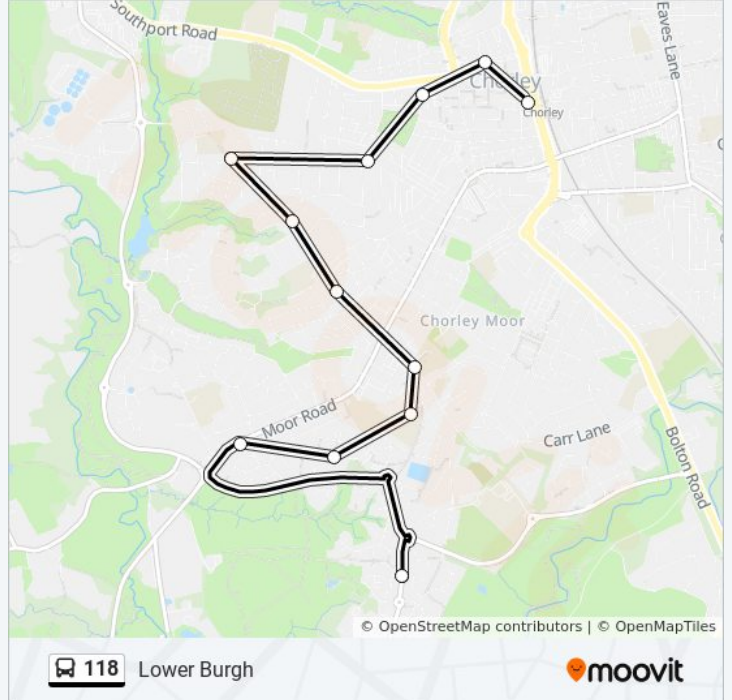 Southport Road
Eaves Lane
Chorley
Chorley
Chorley Moor
Moor Road
Carr Lane
Bolton Road
© OpenStreetMap contributors | © OpenMapTiles
118 Lower Burgh
moovit